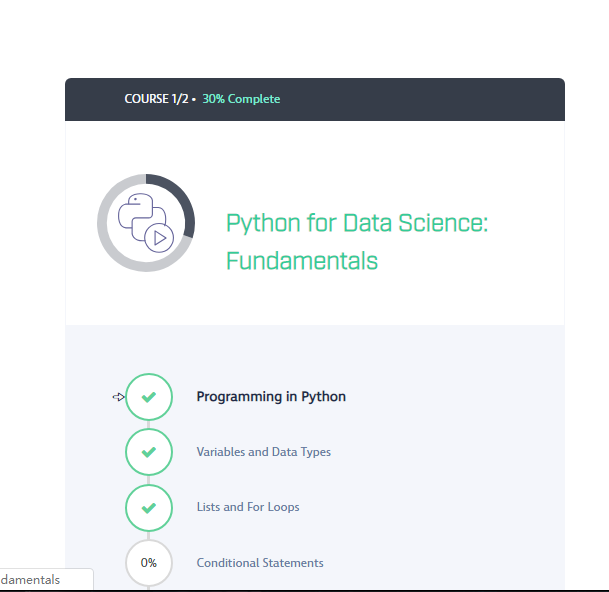 COURSE 1/2 • 30% Complete
Python for Data Science:
Fundamentals
Programming in Python
Variables and Data Types
Lists and For Loops
0% Conditional Statements
damentals